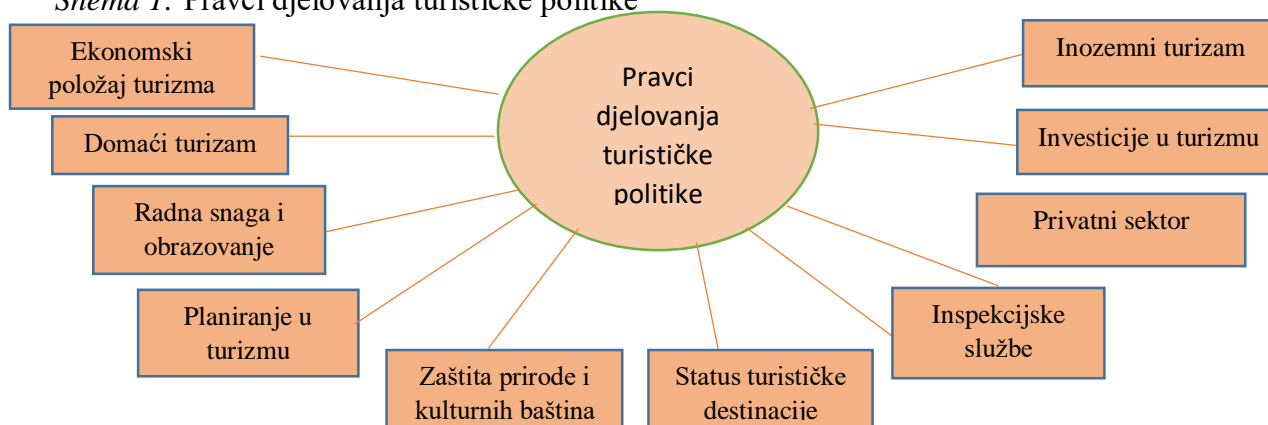 Shema 1. Pravci djelovanja turističke politike
Ekonomski
položaj turizma
Domaći turizam
Radna snaga i
obrazovanje
Planiranje u
turizmu
Zaštita prirode i
kulturnih baština
Pravci
djelovanja
turističke
politike
Status turističke
destinacije
Inspekcijske
službe
Privatni sektor
Investicije u turizmu
Inozemni turizam